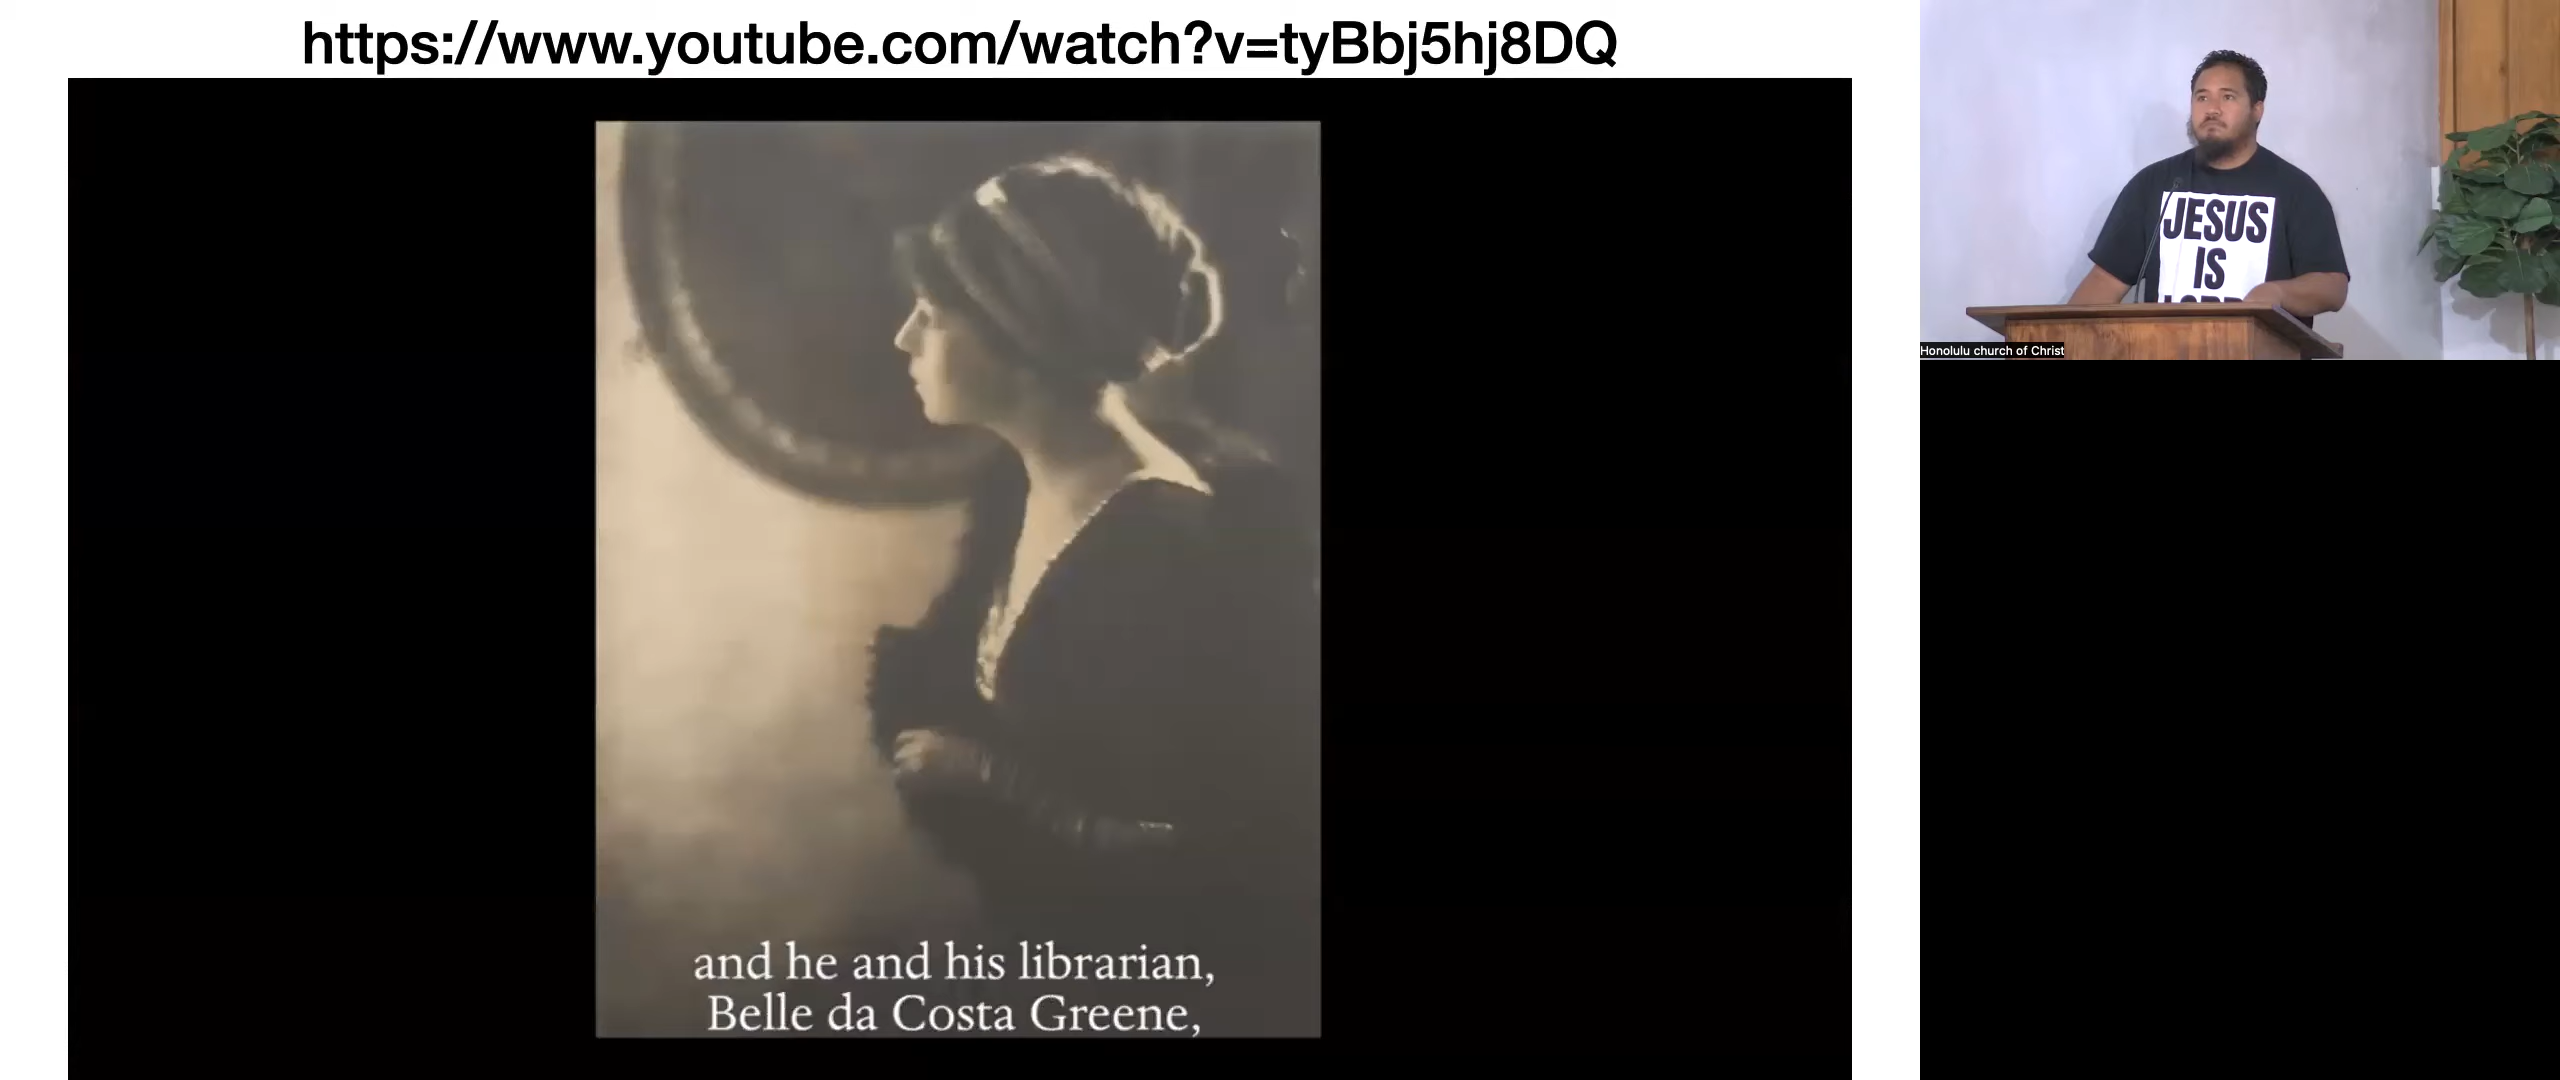 https://www.youtube.com/watch?v=tyBbj5hj8DQ
and he and his librarian,
Belle da Costa Greene,
JESUS
IS
LORD
Honolulu church of Christ